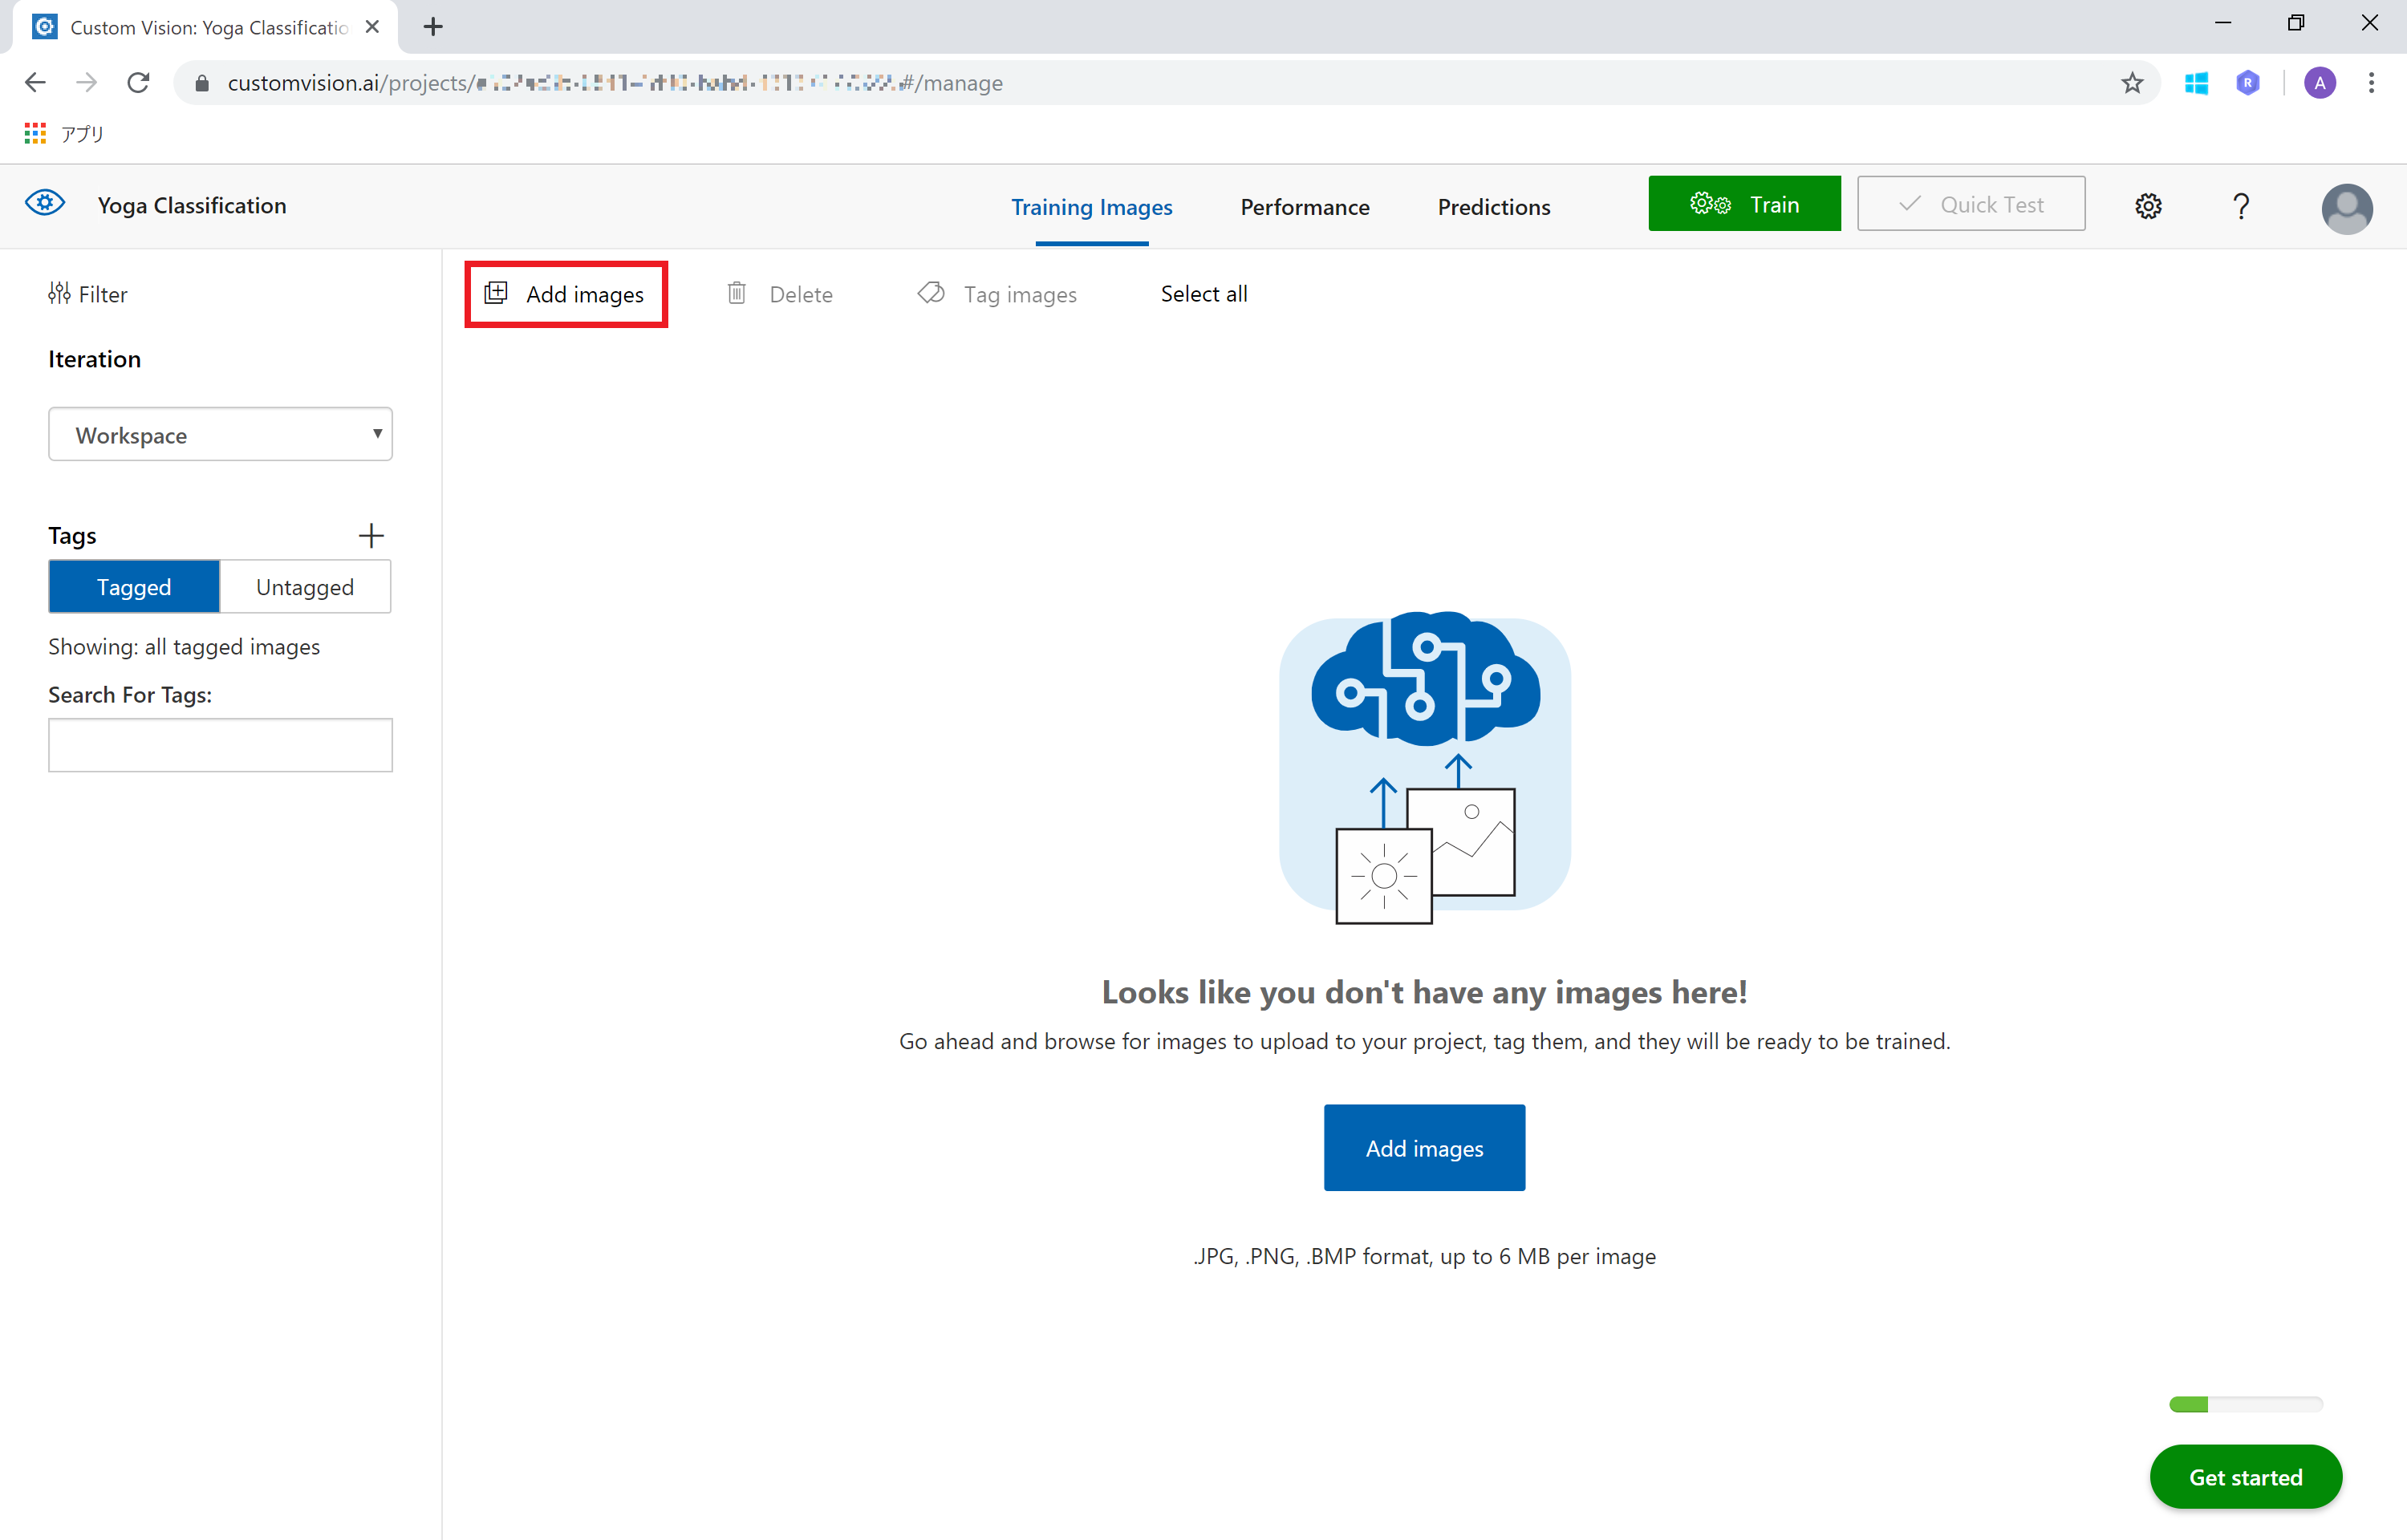 Custom Vision: Yoga Classificatio
customvision.ai/projects/
#/manage
A
R
アプリ
Yoga Classification
Training Images
Performance
Predictions
Train
Quick Test
?
Filter
Add images
Delete
Tag images
Select all
Iteration
Workspace
Tags
Tagged
Untagged
Showing: all tagged images
Search For Tags:
Looks like you don't have any images here!
Go ahead and browse for images to upload to your project, tag them, and they will be ready to be trained.
Add images
.JPG, .PNG, .BMP format, up to 6 MB per image
Get started